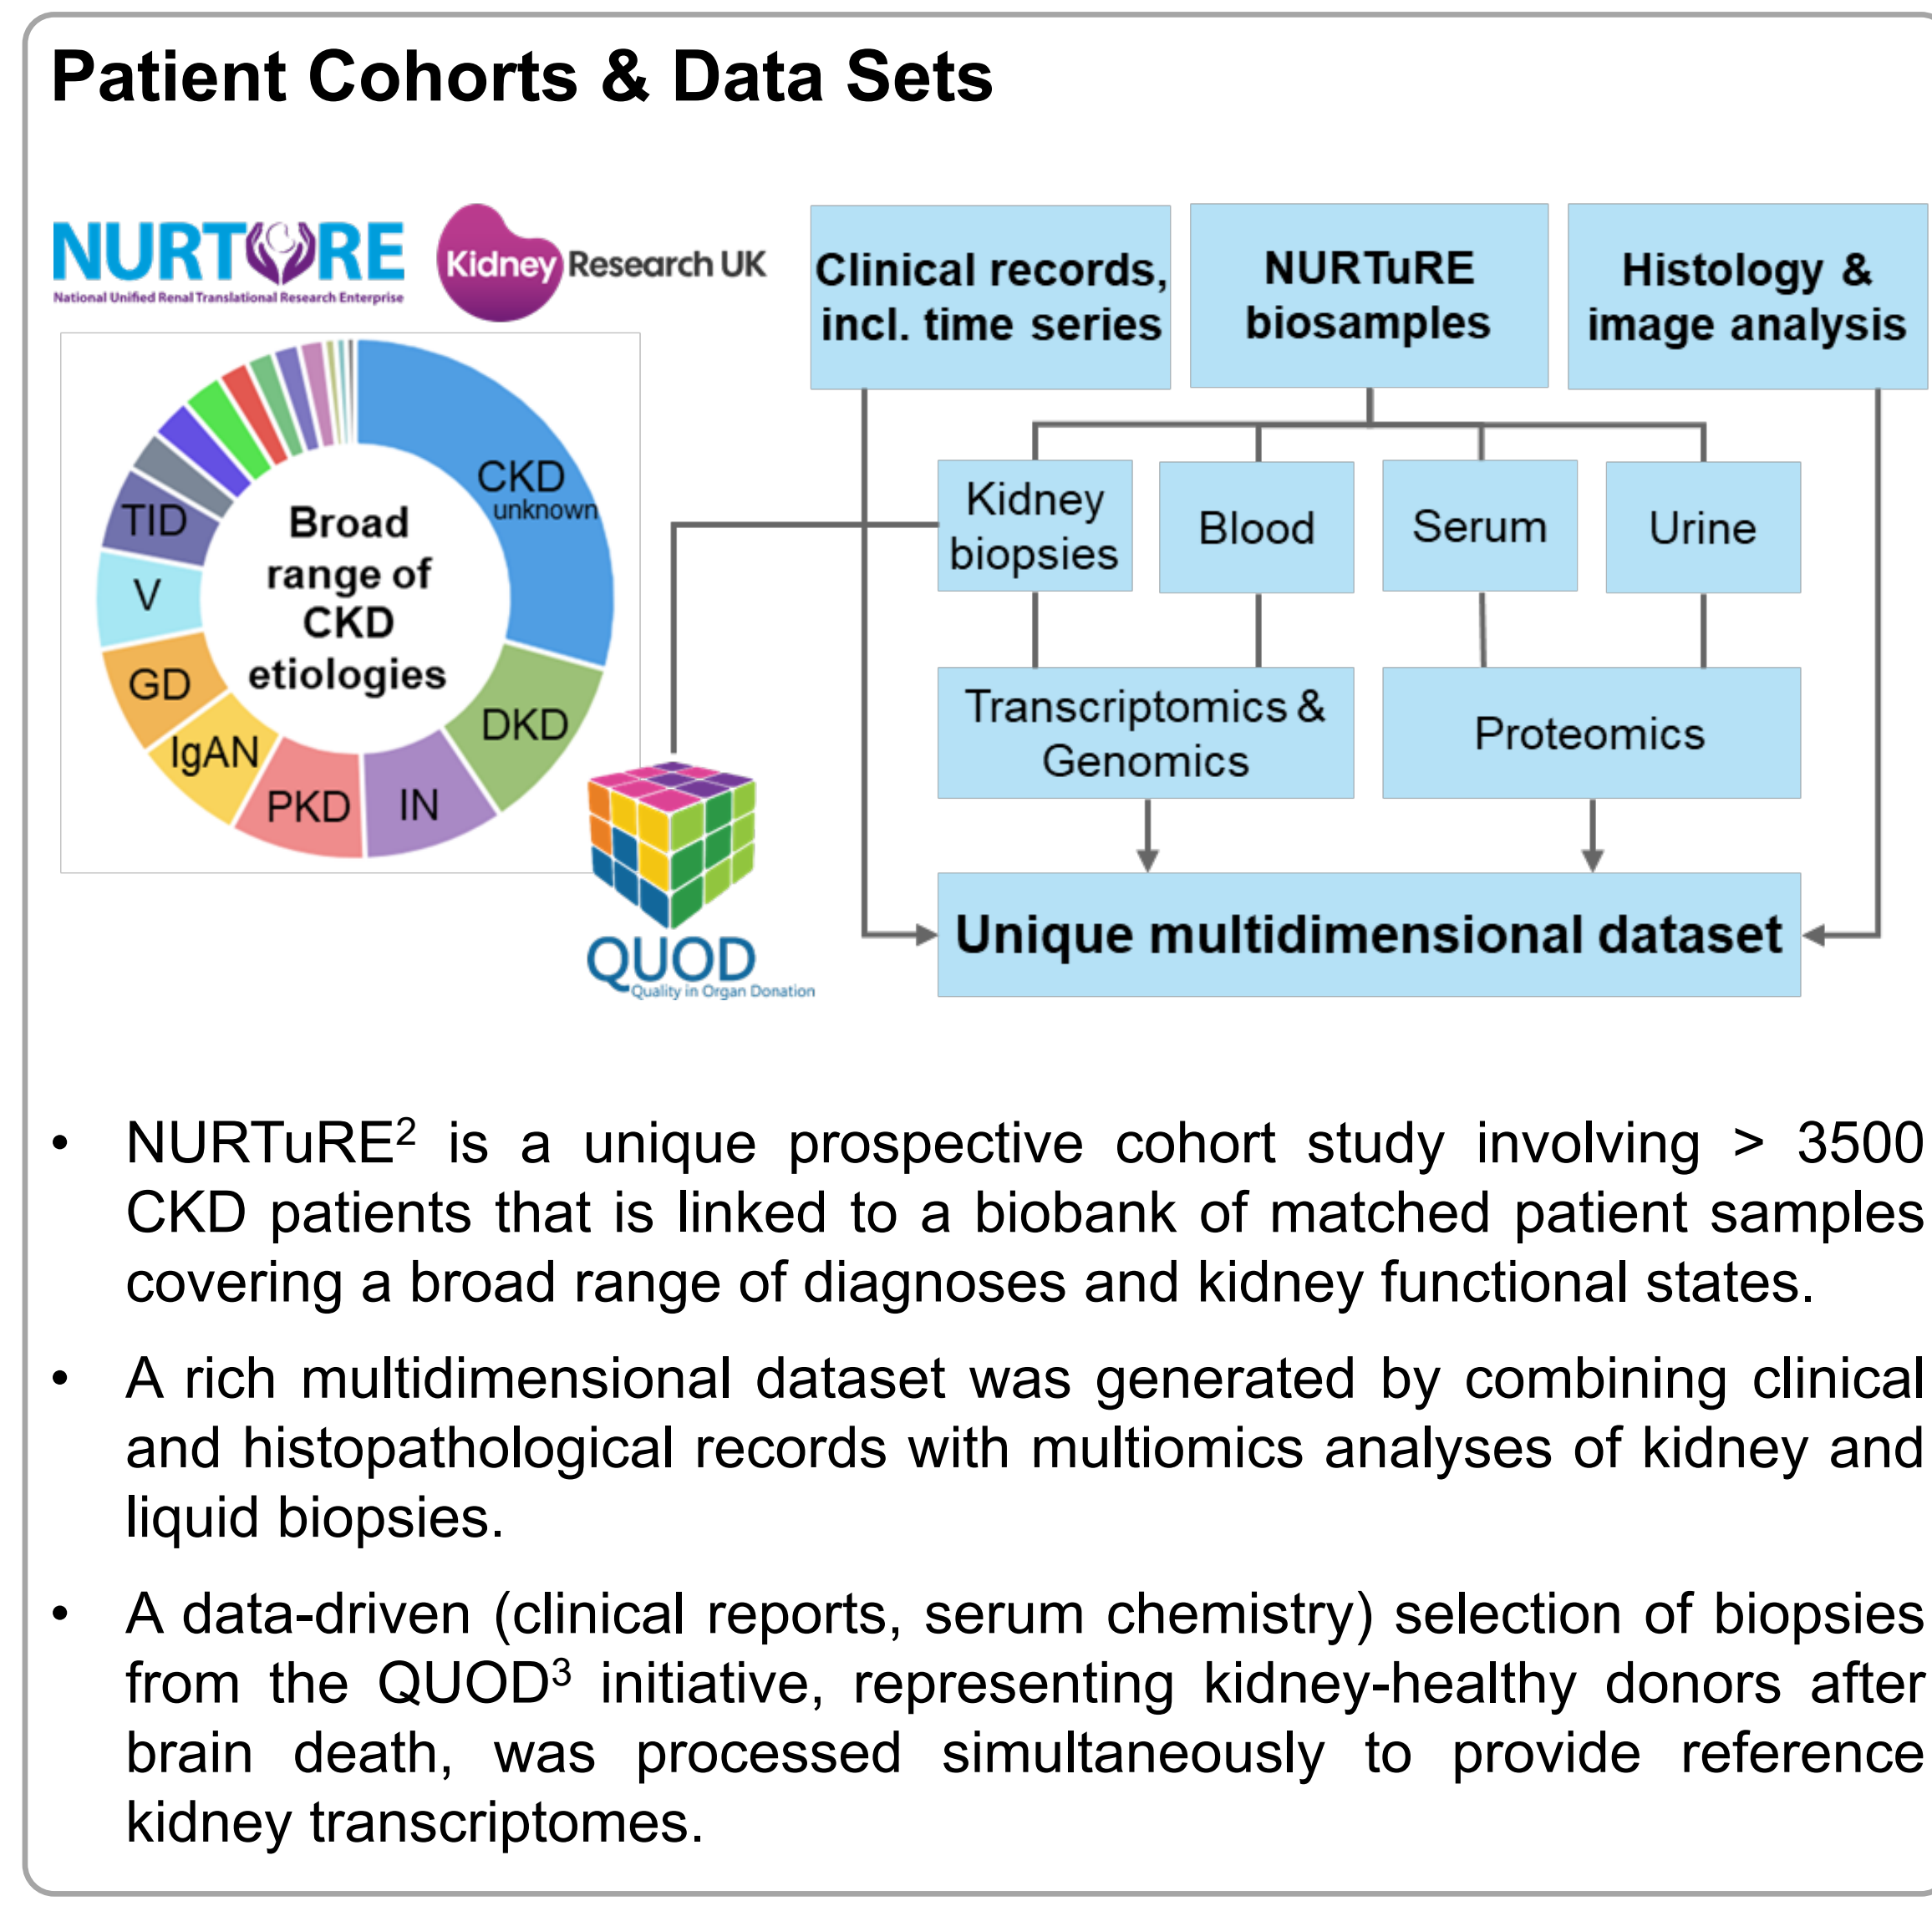 Patient Cohorts & Data Sets
NURTuRE
National Unified Renal Translational Research Enterprise
Kidney Research UK
CKD
unknown
DKD
IN
PKD
IgAN
GD
V
TID
Broad
range of
CKD
etiologies
QUOD
Quality in Organ Donation
Clinical records,
incl. time series
NURTuRE
biosamples
Histology &
image analysis
Kidney
biopsies
Blood
Serum
Urine
Transcriptomics &
Genomics
Proteomics
Unique multidimensional dataset
• NURTuRE² is a unique prospective cohort study involving > 3500
CKD patients that is linked to a biobank of matched patient samples
covering a broad range of diagnoses and kidney functional states.
• A rich multidimensional dataset was generated by combining clinical
and histopathological records with multiomics analyses of kidney and
liquid biopsies.
• A data-driven (clinical reports, serum chemistry) selection of biopsies
from the QUOD³ initiative, representing kidney-healthy donors after
brain death, was processed simultaneously to provide reference
kidney transcriptomes.